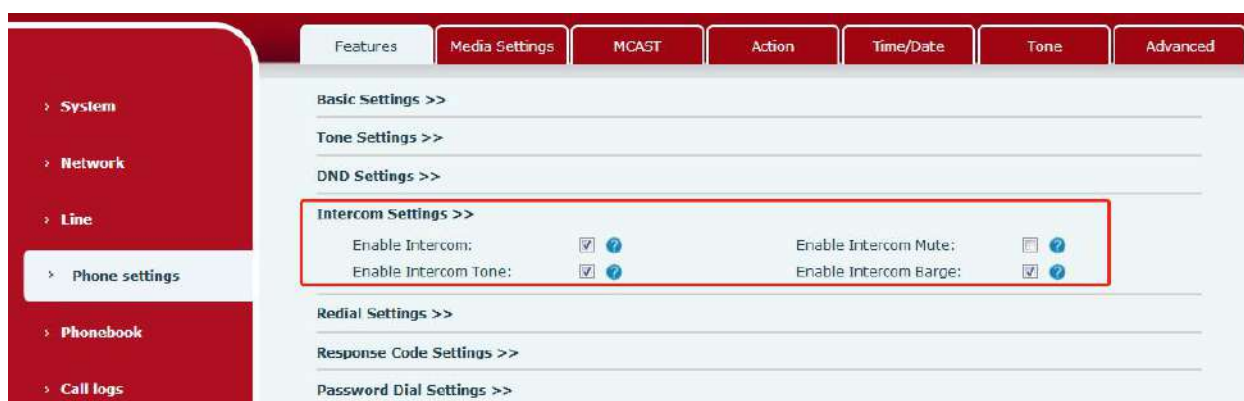 Features Media Settings MCAST Action Time/Date Tone Advanced
› System
› Network
› Line
› Phone settings
› Phonebook
› Call logs
Basic Settings >>
Tone Settings >>
DND Settings >>
Intercom Settings >>
Enable Intercom: Enable Intercom Mute:
Enable Intercom Tone: Enable Intercom Barge:
Redial Settings >>
Response Code Settings >>
Password Dial Settings >>